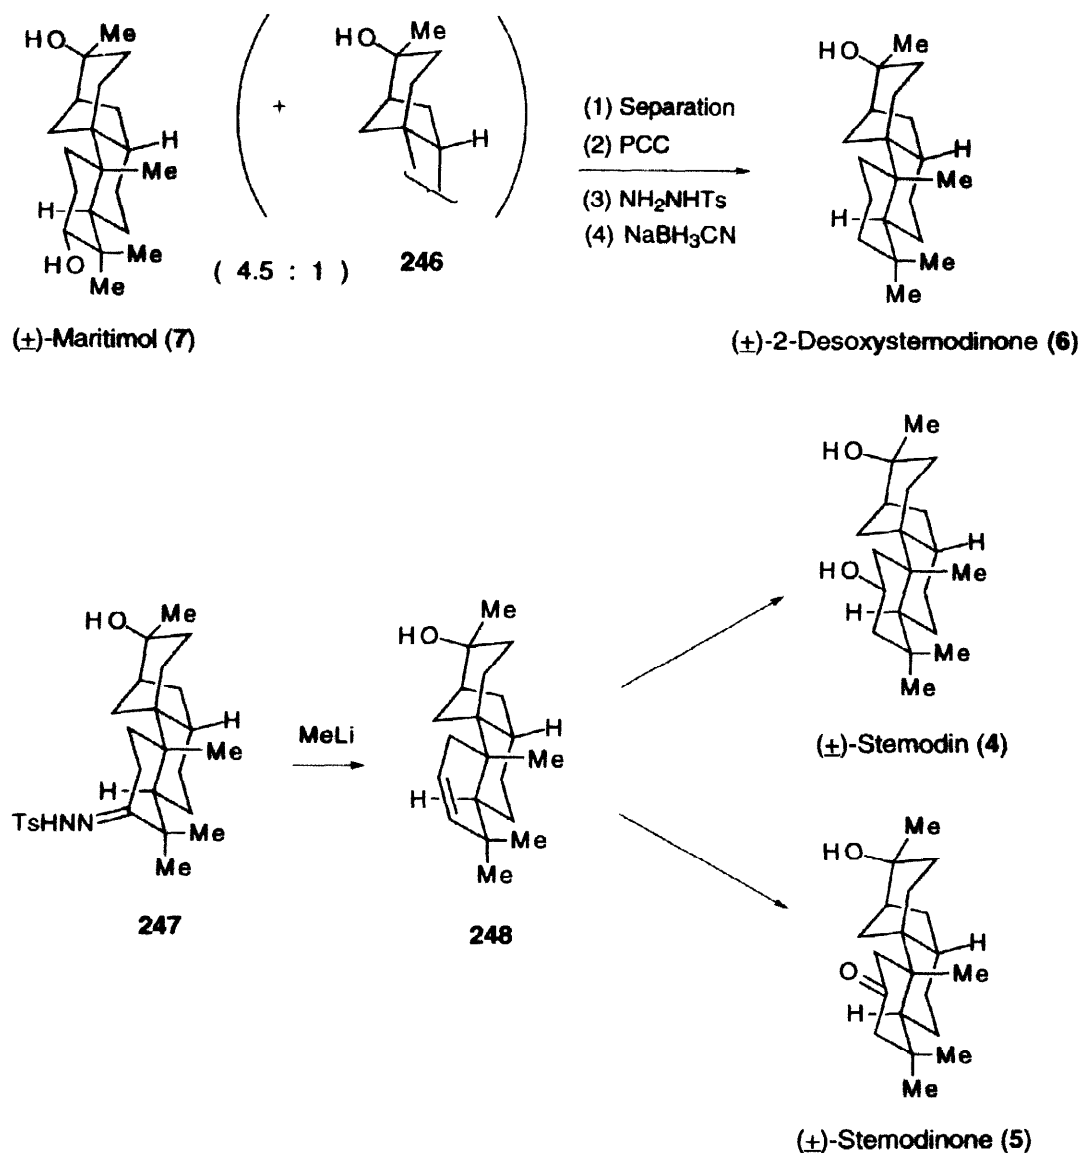 HO Me
HO Me
+
H
Me
H
HO
Me
Me
H
246
( 4.5 : 1 )
(1) Separation
(2) PCC
(3) NH2NHTs
(4) NaBH3CN
HO Me
H
Me
H
Me
Me
(±)-Maritimol (7)
(±)-2-Desoxystemodinone (6)
HO Me
H
Me
HO
H
Me
Me
(±)-Stemodin (4)
HO Me
H
Me
H
TsHNN
Me
Me
247
MeLi
HO Me
H
Me
H
Me
Me
248
HO Me
H
Me
O
H
Me
Me
(±)-Stemodinone (5)